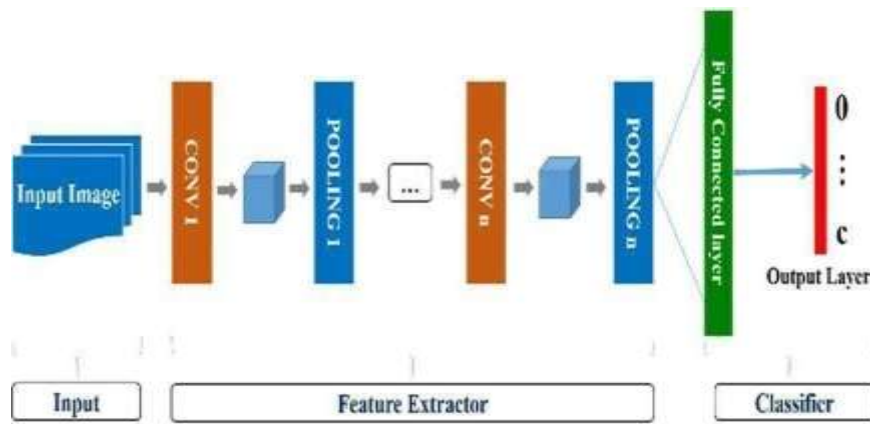 Input Image
CONV 1
POOLING 1
...
CONV n
POOLING n
Fully Connected layer
0
⋮
c
Output Layer
Input
Feature Extractor
Classifier